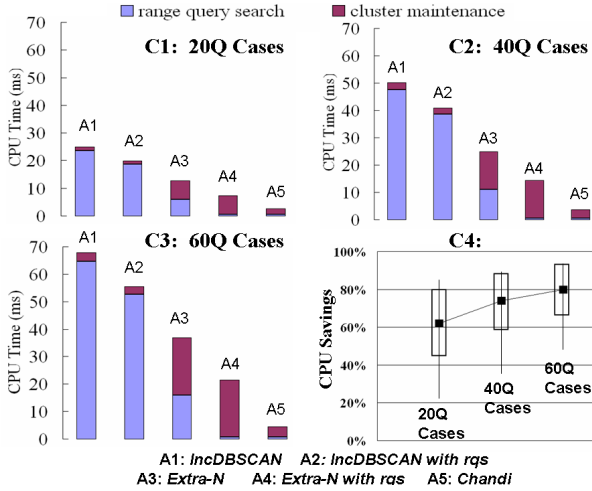 range query search cluster maintenance
C1: 20Q Cases
CPU Time (ms)
70
60
50
40
30
20
10
0
A1
A2
A3
A4
A5
C2: 40Q Cases
CPU Time (ms)
70
60
50
40
30
20
10
0
A1
A2
A3
A4
A5
C3: 60Q Cases
CPU Time (ms)
70
60
50
40
30
20
10
0
A1
A2
A3
A4
A5
C4:
CPU Savings
100%
80%
60%
40%
20%
0%
20Q
Cases
40Q
Cases
60Q
Cases
A1: IncDBSCAN A2: IncDBSCAN with rqs
A3: Extra-N A4: Extra-N with rqs A5: Chandi